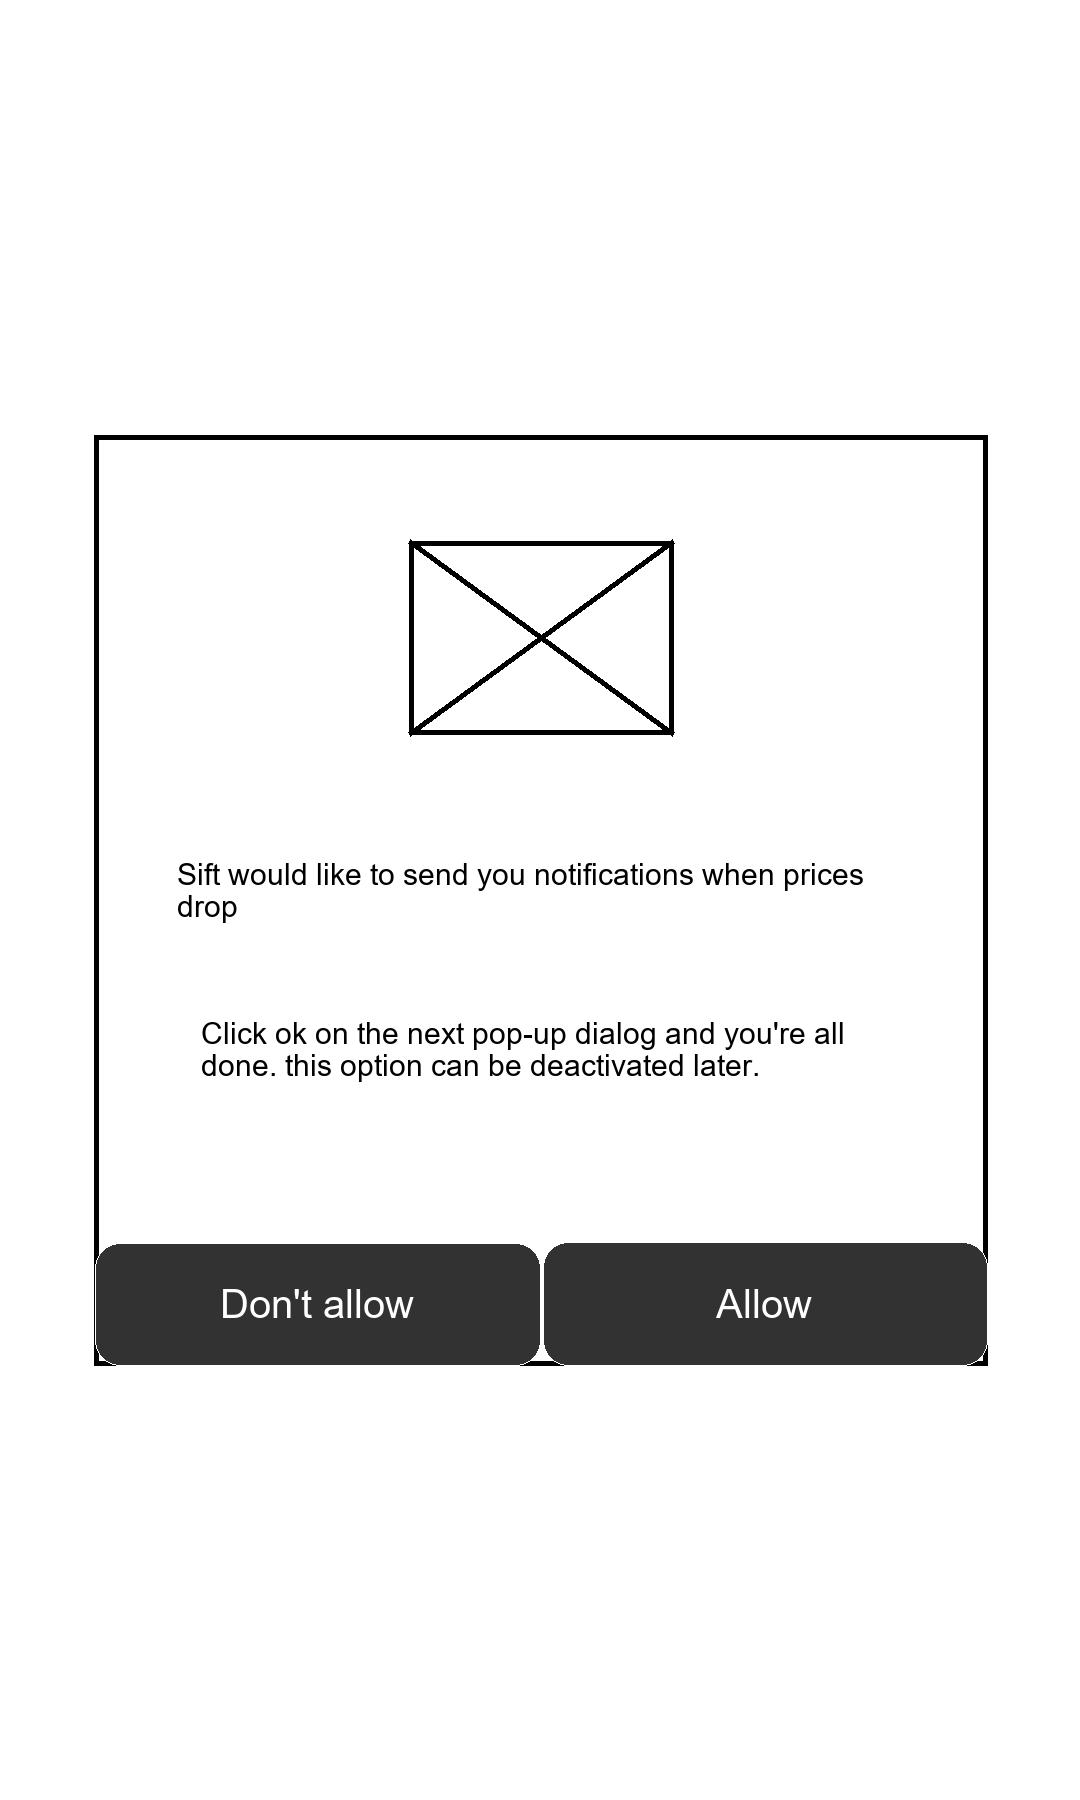 Sift would like to send you notifications when prices
drop
Click ok on the next pop-up dialog and you're all
done. this option can be deactivated later.
Don't allow
Allow